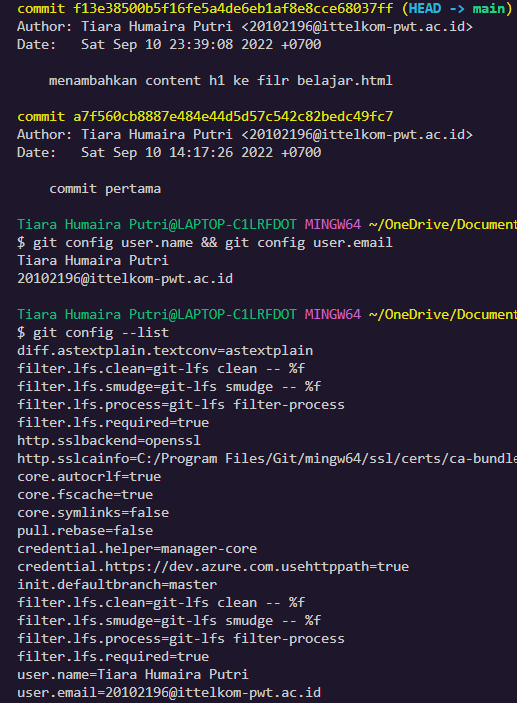 commit f13e38500b5f16fe5a4de6eb1af8e8cce68037ff (HEAD -> main)
Author: Tiara Humaira Putri <20102196@ittelkom-pwt.ac.id>
Date:   Sat Sep 10 23:39:08 2022 +0700
    menambahkan content h1 ke filr belajar.html
commit a7f560cb8887e484e44d5d57c542c82bedc49fc7
Author: Tiara Humaira Putri <20102196@ittelkom-pwt.ac.id>
Date:   Sat Sep 10 14:17:26 2022 +0700
    commit pertama
Tiara Humaira Putri@LAPTOP-C1LRFDOT MINGW64 ~/OneDrive/Document
$ git config user.name && git config user.email
Tiara Humaira Putri
20102196@ittelkom-pwt.ac.id
Tiara Humaira Putri@LAPTOP-C1LRFDOT MINGW64 ~/OneDrive/Document
$ git config --list
diff.astextplain.textconv=astextplain
filter.lfs.clean=git-lfs clean -- %f
filter.lfs.smudge=git-lfs smudge -- %f
filter.lfs.process=git-lfs filter-process
filter.lfs.required=true
http.sslbackend=openssl
http.sslcainfo=C:/Program Files/Git/mingw64/ssl/certs/ca-bundle
core.autocrlf=true
core.fscache=true
core.symlinks=false
pull.rebase=false
credential.helper=manager-core
credential.https://dev.azure.com.usehttppath=true
init.defaultbranch=master
filter.lfs.clean=git-lfs clean -- %f
filter.lfs.smudge=git-lfs smudge -- %f
filter.lfs.process=git-lfs filter-process
filter.lfs.required=true
user.name=Tiara Humaira Putri
user.email=20102196@ittelkom-pwt.ac.id